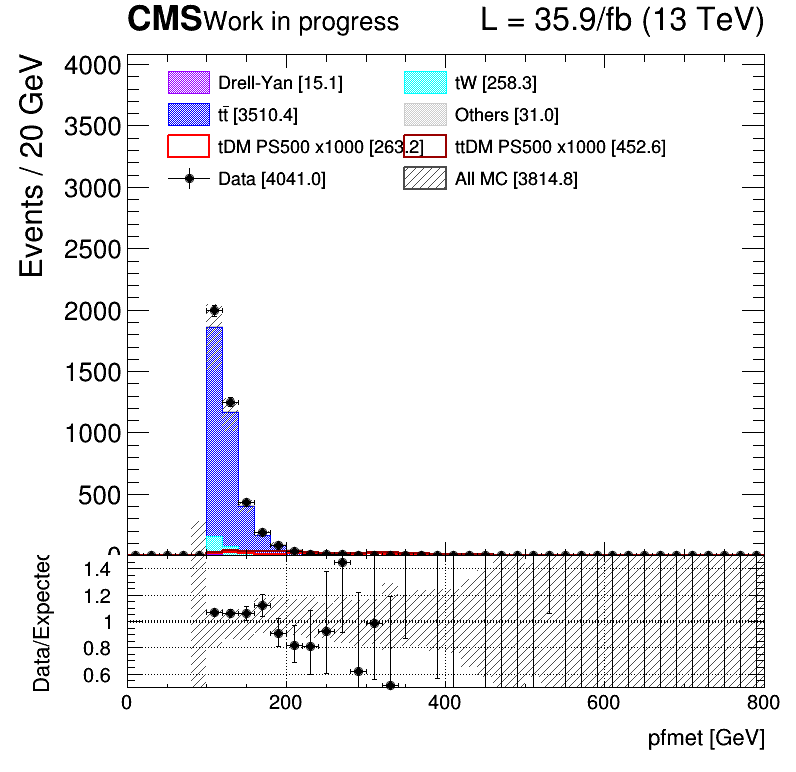 CMS Work in progress L = 35.9/fb (13 TeV)
Events / 20 GeV
4000
3500
3000
2500
2000
1500
1000
500
0
Drell-Yan [15.1]
tW [258.3]
tt̄ [3510.4]
Others [31.0]
tDM PS500 x1000 [263.2]
ttDM PS500 x1000 [452.6]
Data [4041.0]
All MC [3814.8]
Data/Expected
1.4
1.2
1
0.8
0.6
0 200 400 600 800
pfmet [GeV]